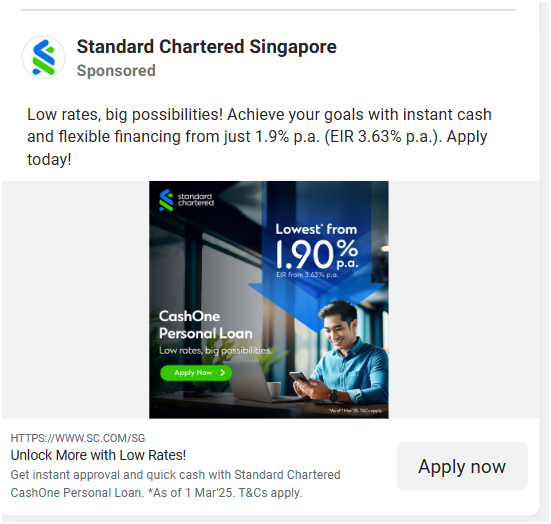 Standard Chartered Singapore
Sponsored
Low rates, big possibilities! Achieve your goals with instant cash
and flexible financing from just 1.9% p.a. (EIR 3.63% p.a.). Apply
today!
standard
chartered
Lowest* from
1.90% p.a.
EIR from 3.63% p.a.
CashOne
Personal Loan
Low rates, big possibilities.
Apply Now
*As of 1 Mar'25. T&Cs apply.
HTTPS://WWW.SC.COM/SG
Unlock More with Low Rates!
Get instant approval and quick cash with Standard Chartered
CashOne Personal Loan. *As of 1 Mar'25. T&Cs apply.
Apply now